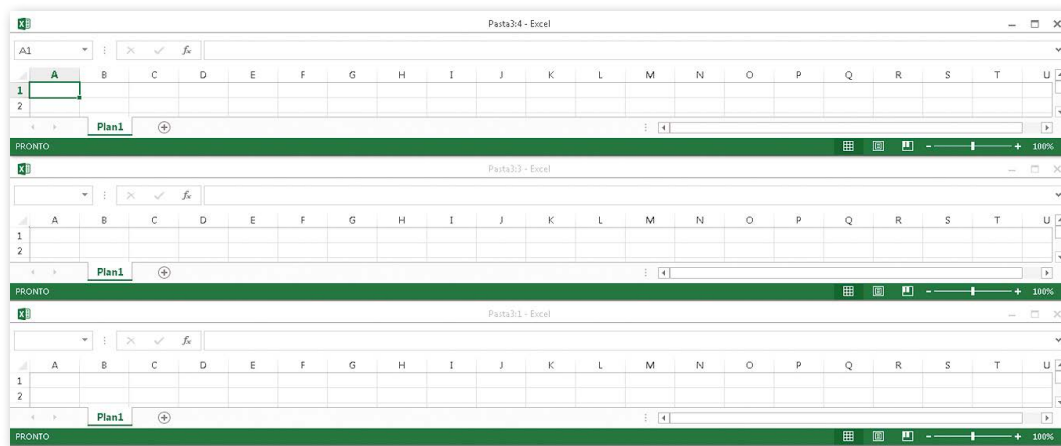 Pasta3:4 - Excel
A1 fx
A B C D E F G H I J K L M N O P Q R S T U
1
2
Plan1
PRONTO 100%
Pasta3:3 - Excel
fx
A B C D E F G H I J K L M N O P Q R S T U
1
2
Plan1
PRONTO 100%
Pasta3:1 - Excel
fx
A B C D E F G H I J K L M N O P Q R S T U
1
2
Plan1
PRONTO 100%